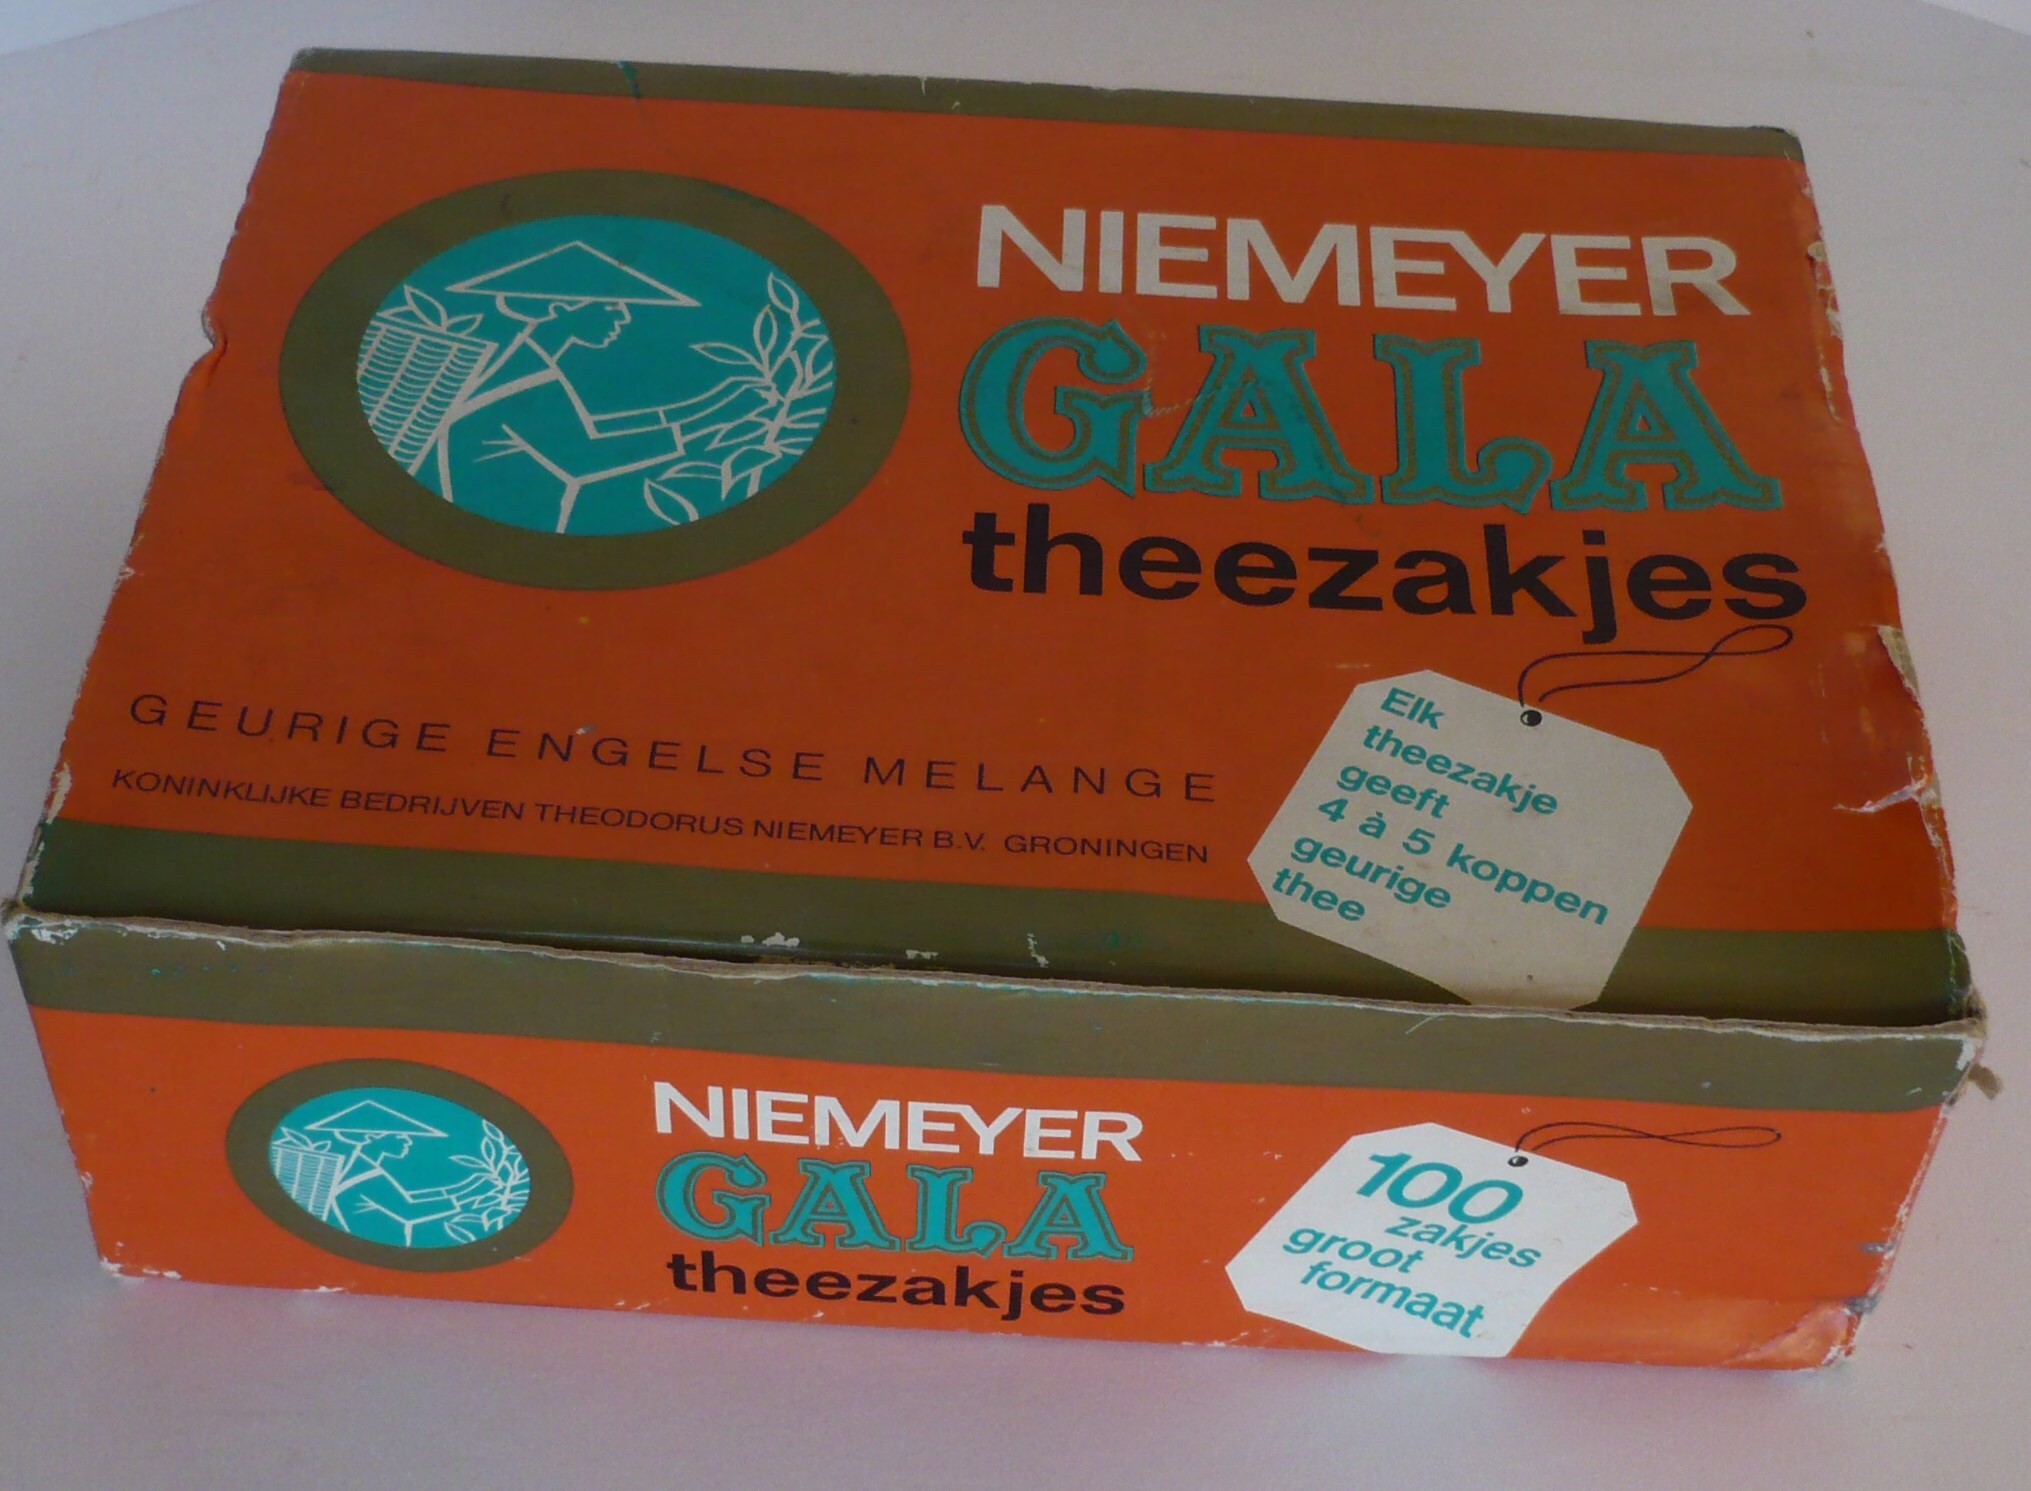 NIEMEYER
GALA
theezakjes
GEURIGE ENGELSE MELANGE
KONINKLIJKE BEDRIJVEN THEODORUS NIEMEYER B.V. GRONINGEN
Elk
theezakje
geeft
4 à 5 koppen
geurige
thee
NIEMEYER
GALA
theezakjes
100
zakjes
groot
formaat